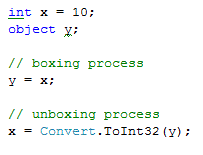 int x = 10;
object y;
// boxing process
y = x;
// unboxing process
x = Convert.ToInt32(y);